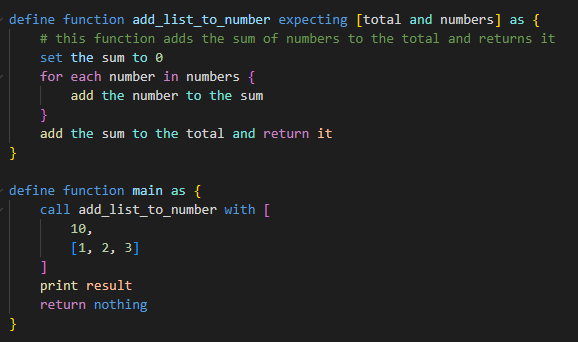 define function add_list_to_number expecting [total and numbers] as {
    # this function adds the sum of numbers to the total and returns it
    set the sum to 0
    for each number in numbers {
        add the number to the sum
    }
    add the sum to the total and return it
}

define function main as {
    call add_list_to_number with [
        10,
        [1, 2, 3]
    ]
    print result
    return nothing
}